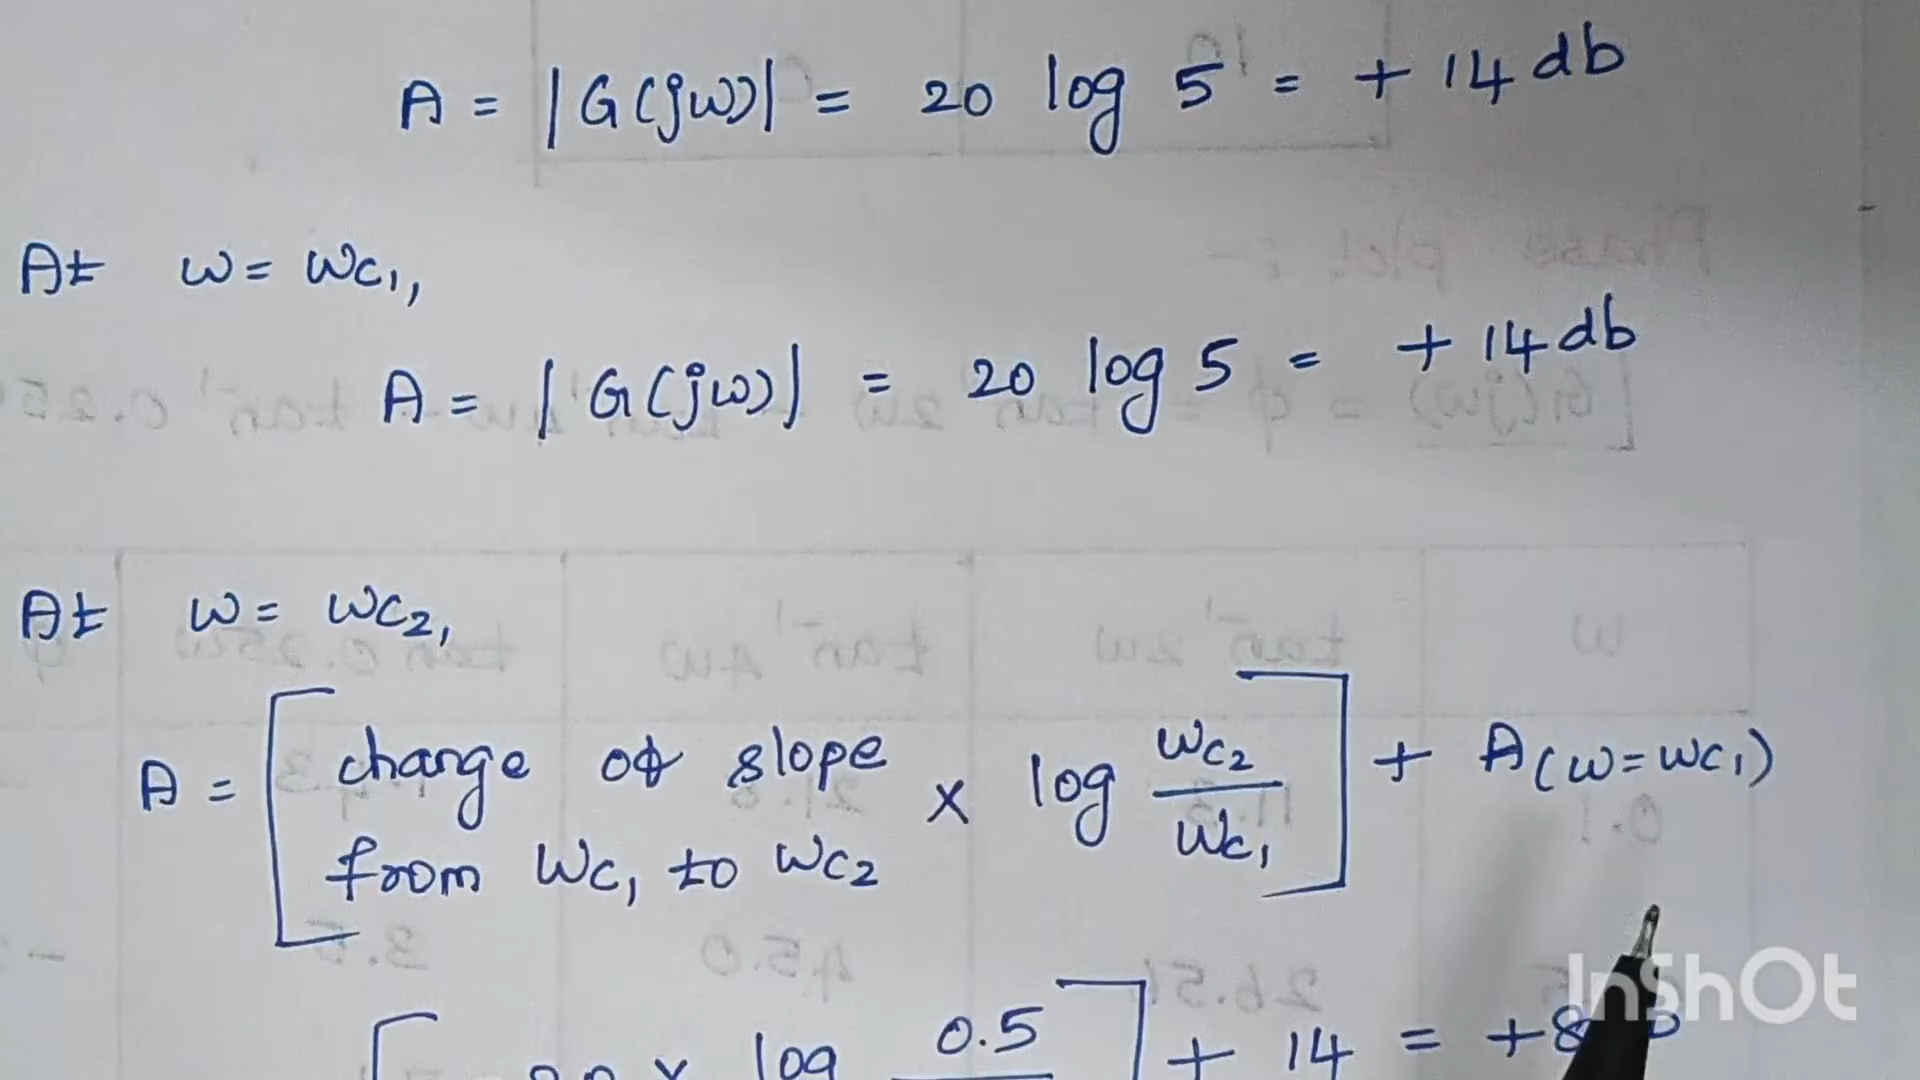 A = |G(jω)| = 20 log 5 = + 14 db
At ω = ωc1,
A = |G(jω)| = 20 log 5 = + 14 db
At ω = ωc2,
A = [change of slope from ωc1 to ωc2 × log ωc2/ωc1] + A(ω=ωc1)
× log 0.5 ] + 14 = +8
InShOt